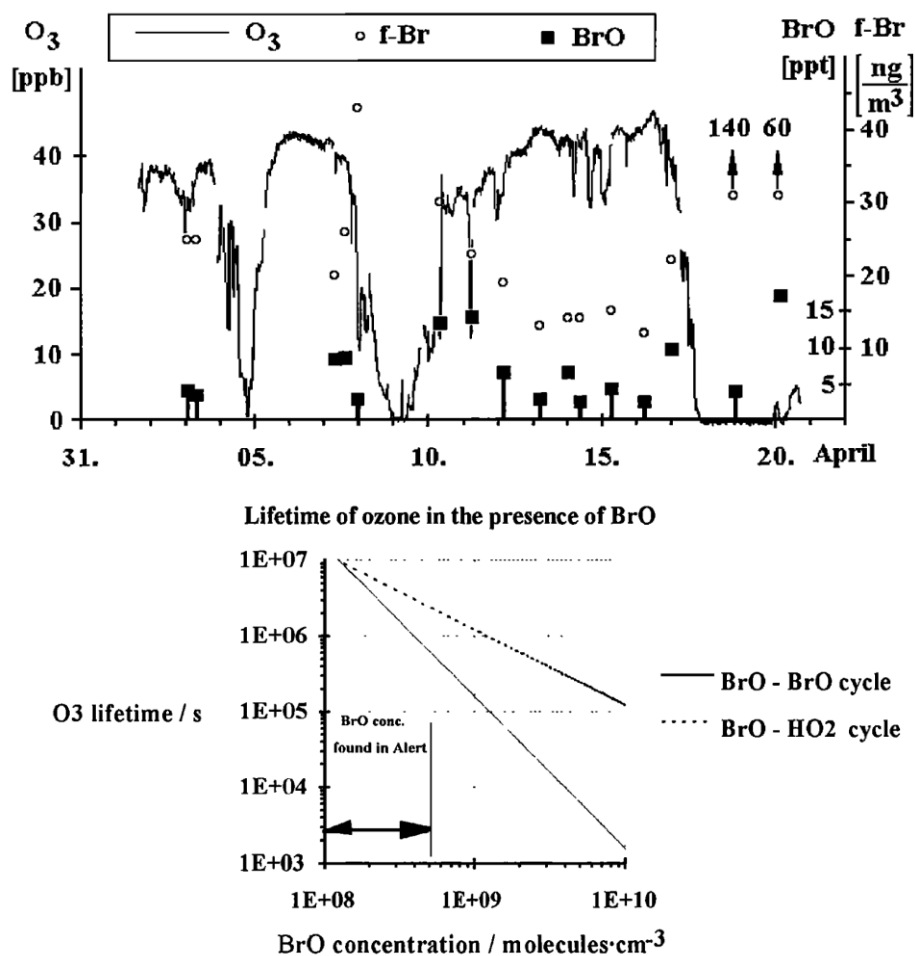 O3 f-Br BrO
O3
[ppb]
BrO f-Br
[ppt] [ng/m3]
140 60
40
30
20
10
0
15
10
5
40
30
20
10
0
31. 05. 10. 15. 20. April
Lifetime of ozone in the presence of BrO
1E+07
1E+06
1E+05
1E+04
1E+03
O3 lifetime / s
BrO conc.
found in Alert
BrO - BrO cycle
BrO - HO2 cycle
1E+08 1E+09 1E+10
BrO concentration / molecules·cm-3